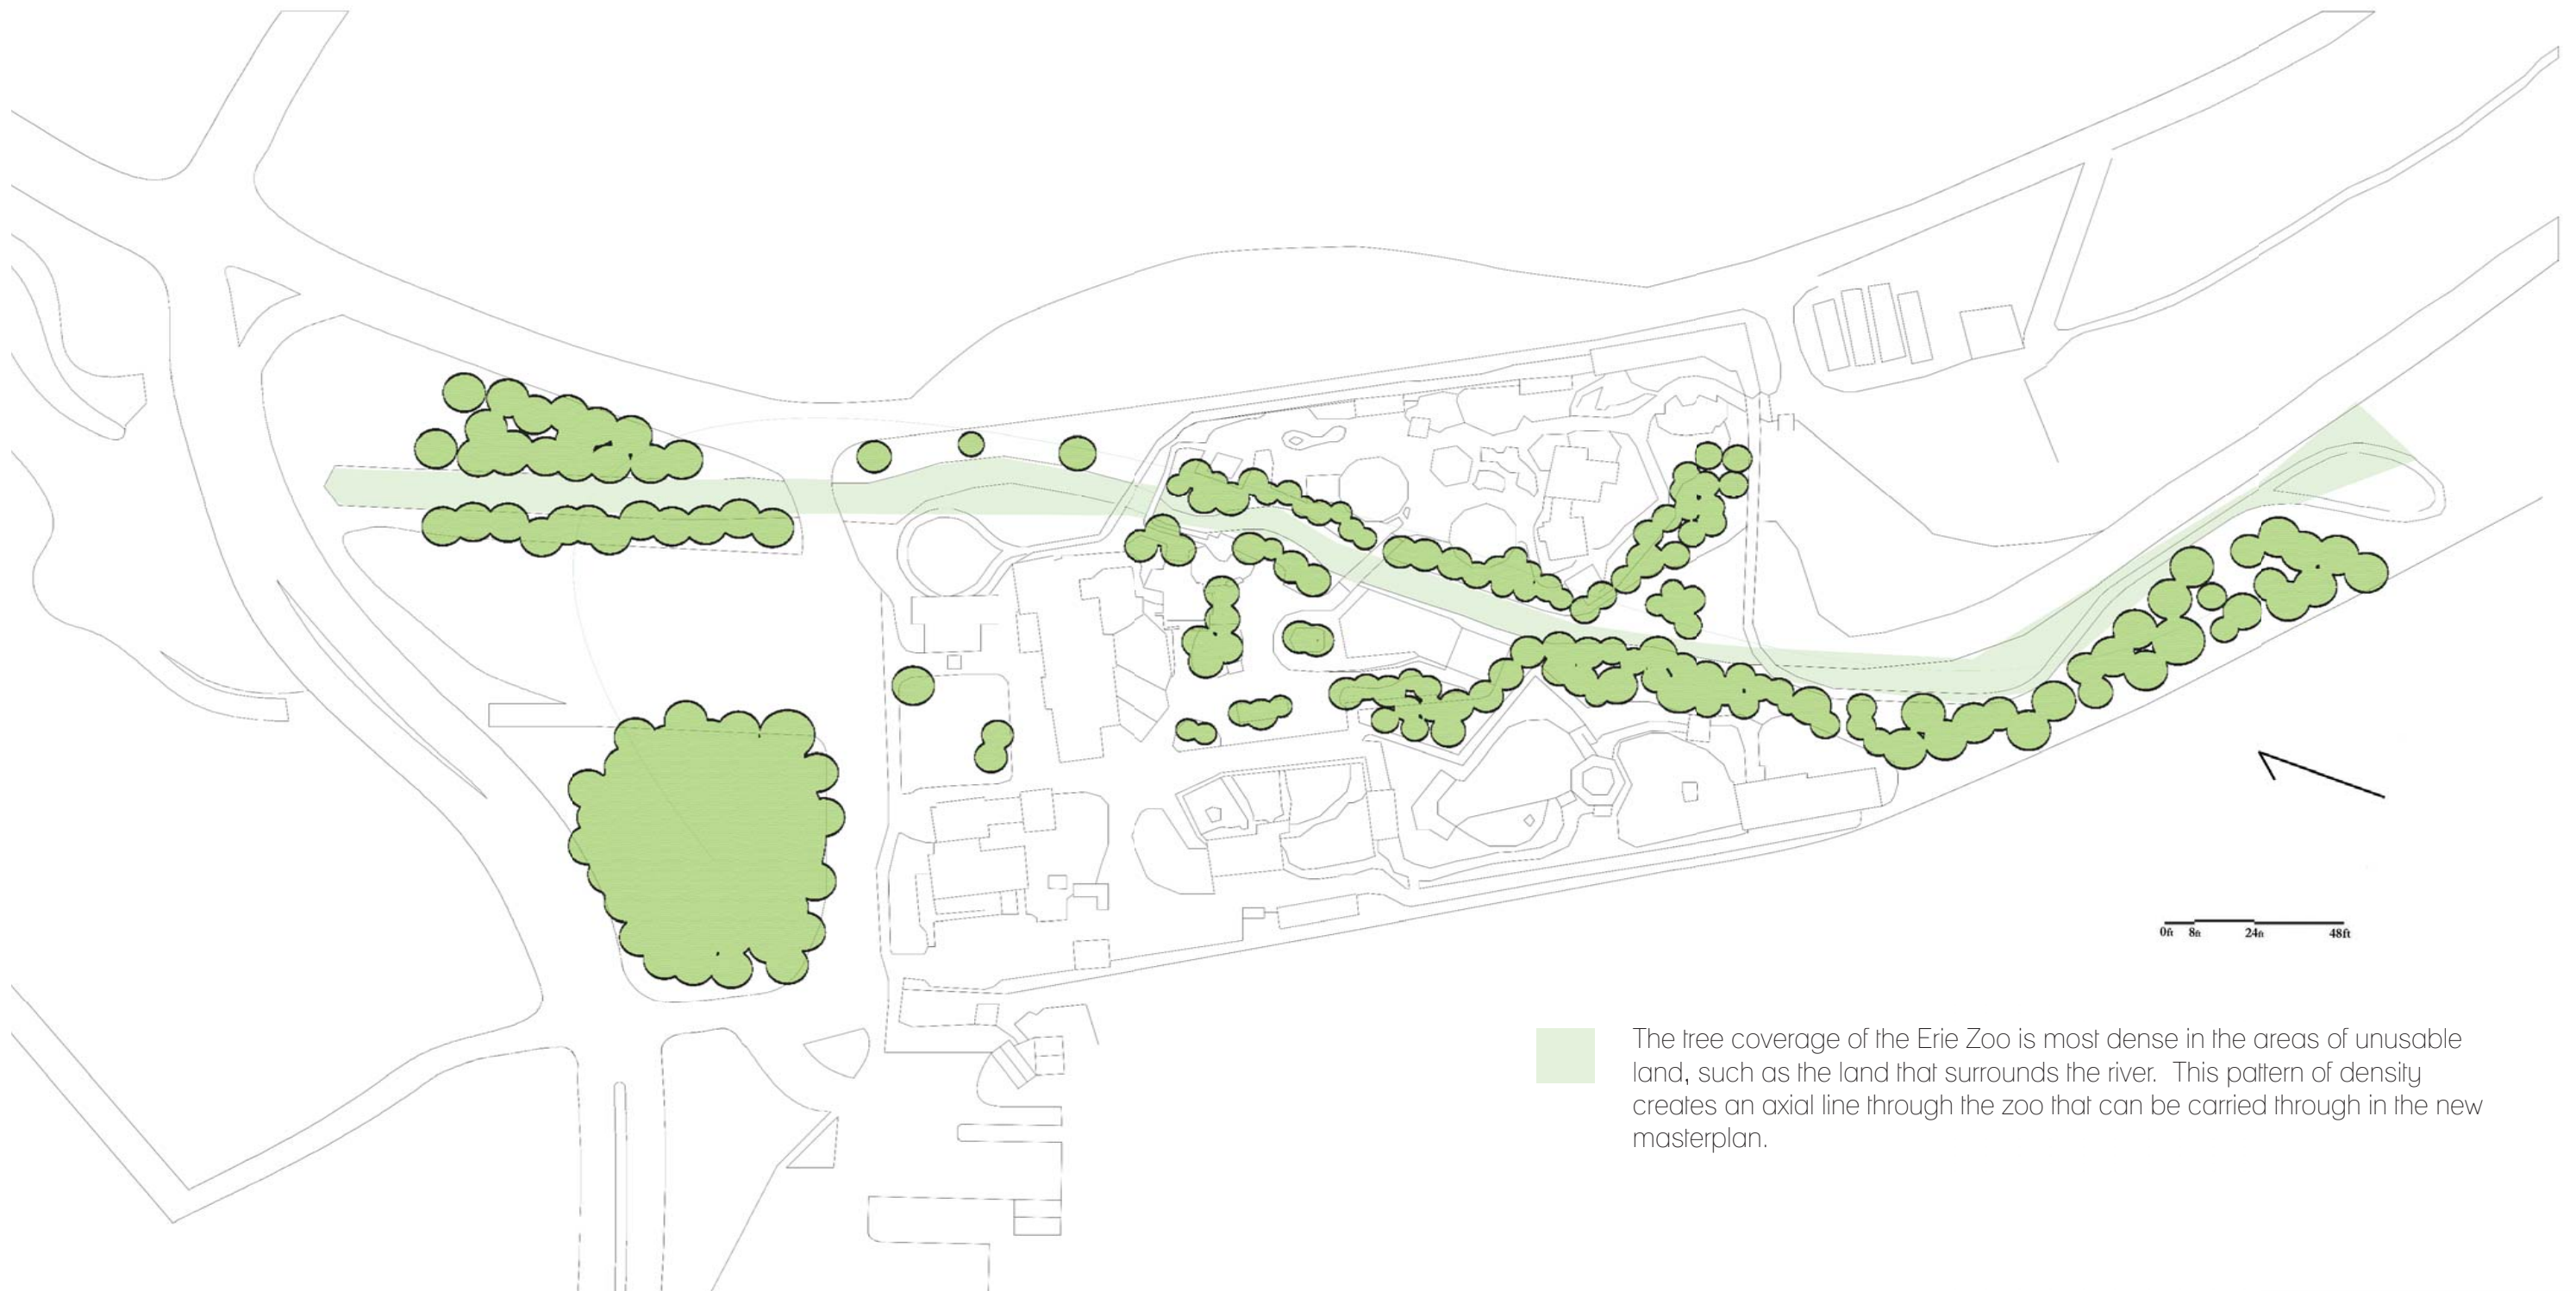 0ft 8ft 24ft 48ft
The tree coverage of the Erie Zoo is most dense in the areas of unusable
land, such as the land that surrounds the river. This pattern of density
creates an axial line through the zoo that can be carried through in the new
masterplan.